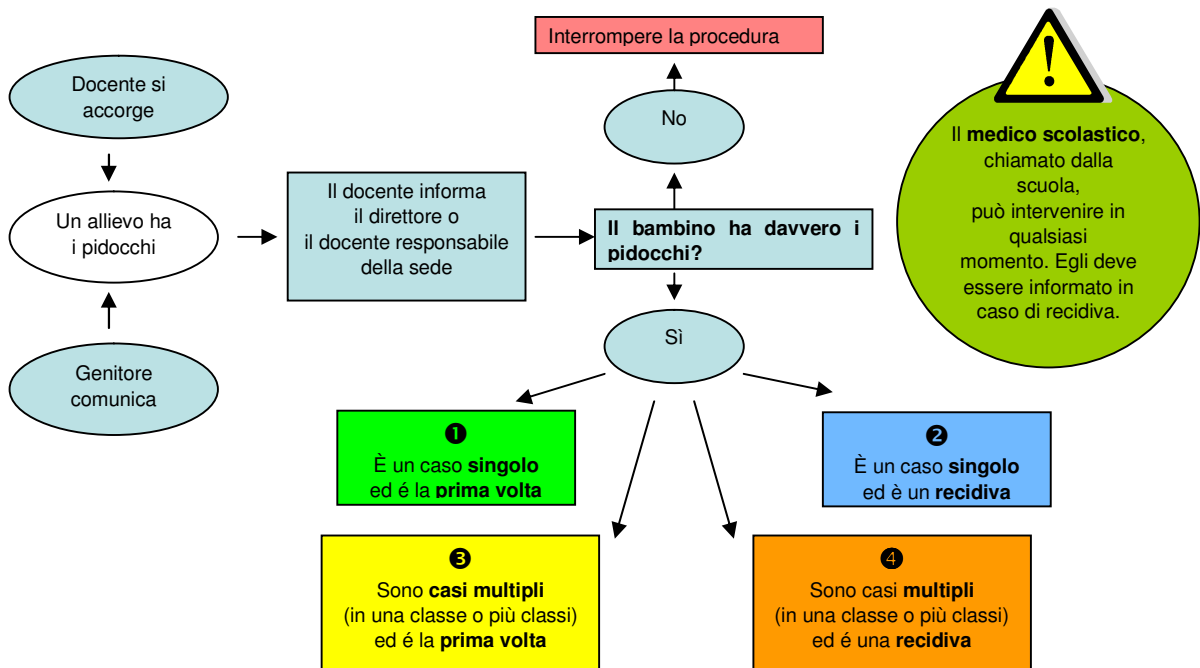 Interrompere la procedura
Docente si
accorge
No
Il medico scolastico,
chiamato dalla
scuola,
può intervenire in
qualsiasi
momento. Egli deve
essere informato in
caso di recidiva.
Un allievo ha
i pidocchi
Il docente informa
il direttore o
il docente responsabile
della sede
Il bambino ha davvero i
pidocchi?
Sì
Genitore
comunica
❶
È un caso singolo
ed é la prima volta
❷
È un caso singolo
ed è un recidiva
❸
Sono casi multipli
(in una classe o più classi)
ed é la prima volta
❹
Sono casi multipli
(in una classe o più classi)
ed é una recidiva